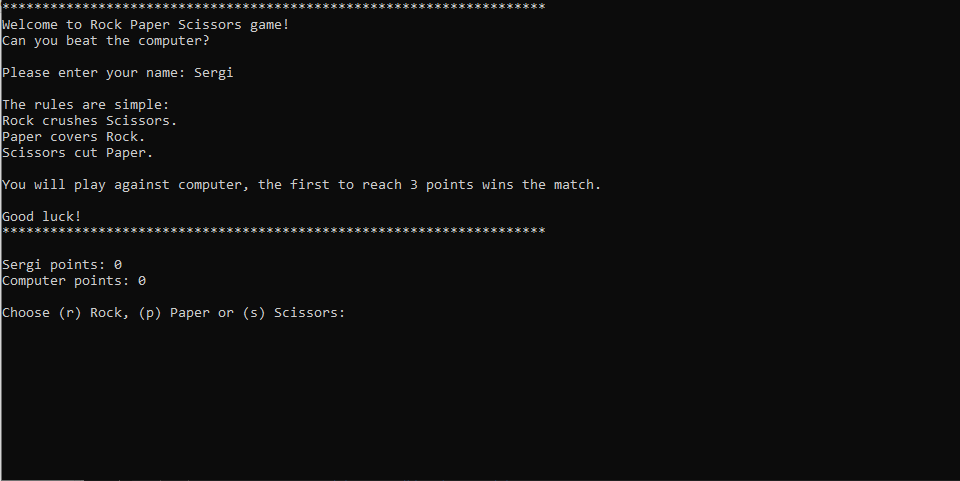 ********************************************************************
Welcome to Rock Paper Scissors game!
Can you beat the computer?
Please enter your name: Sergi
The rules are simple:
Rock crushes Scissors.
Paper covers Rock.
Scissors cut Paper.
You will play against computer, the first to reach 3 points wins the match.
Good luck!
********************************************************************
Sergi points: 0
Computer points: 0
Choose (r) Rock, (p) Paper or (s) Scissors: